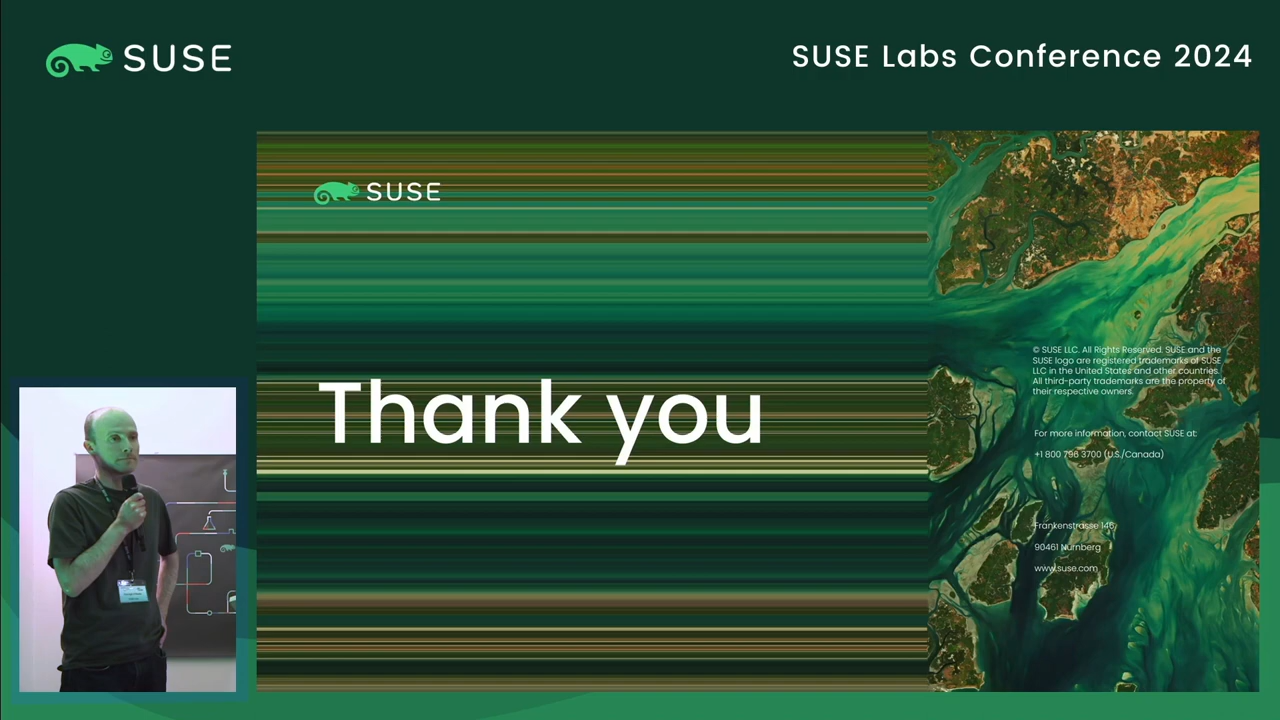 SUSE
SUSE Labs Conference 2024
SUSE
Thank you
© SUSE LLC. All Rights Reserved. SUSE and the
SUSE logo are registered trademarks of SUSE
LLC in the United States and other countries.
All third-party trademarks are the property of
their respective owners.
For more information, contact SUSE at:
+1 800 796 3700 (U.S./Canada)
Frankenstrasse 146
90461 Nürnberg
www.suse.com